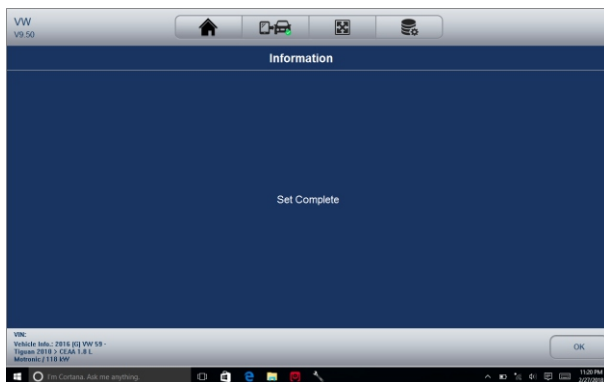 VW
V9.50
Information
Set Complete
VIN:
Vehicle Info.: 2016 [G] VW 59 -
Tiguan 2010 > CEAA 1.8 L
Motronic / 118 kW
OK
I'm Cortana. Ask me anything.
11:20 PM